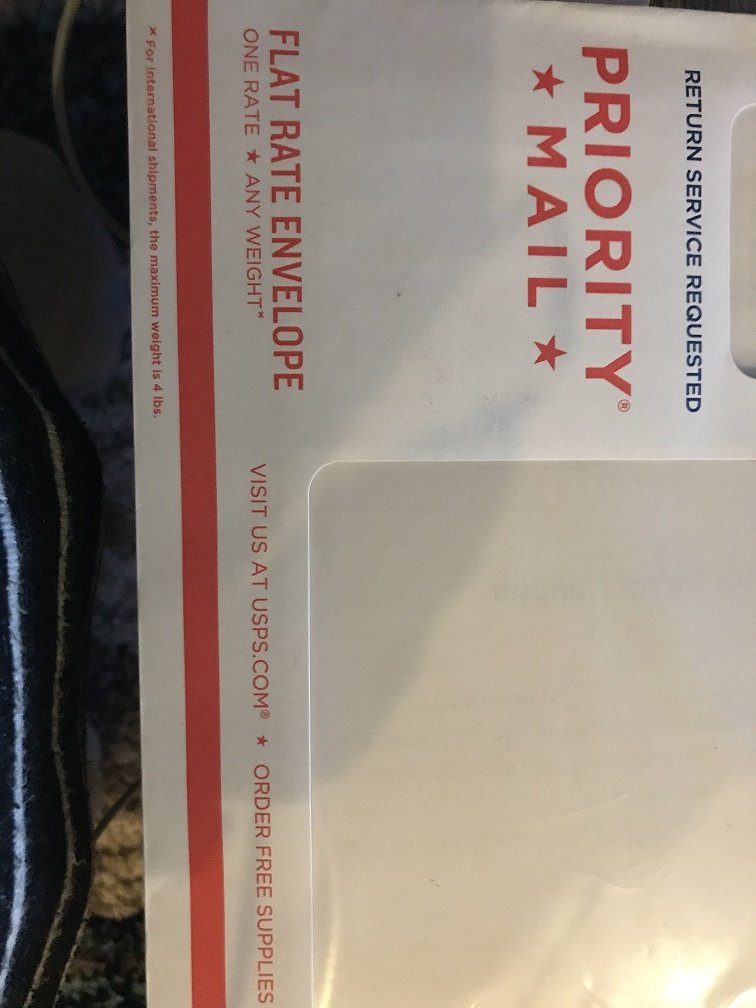 RETURN SERVICE REQUESTED
PRIORITY®
★ MAIL ★
FLAT RATE ENVELOPE
ONE RATE ★ ANY WEIGHT*
VISIT US AT USPS.COM® ★ ORDER FREE SUPPLIES
* For international shipments, the maximum weight is 4 lbs.